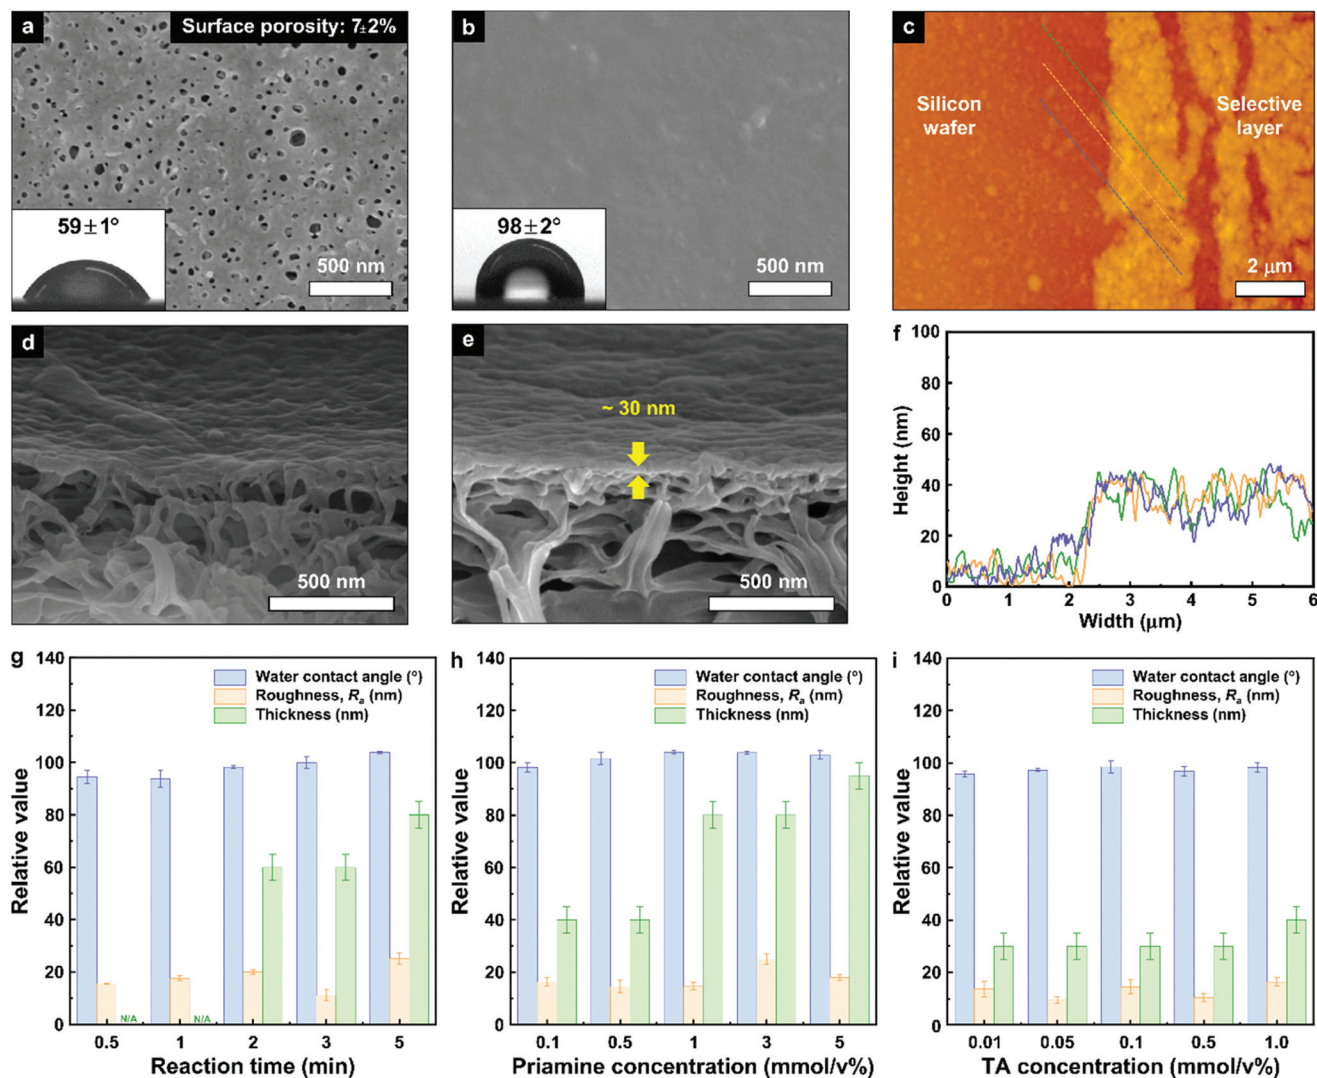 a
Surface porosity: 7±2%
59±1°
500 nm
b
98±2°
500 nm
c
Silicon
wafer
Selective
layer
2 μm
d
500 nm
e
~ 30 nm
500 nm
f
100
80
60
40
20
0
Height (nm)
0 1 2 3 4 5 6
Width (μm)
g
140
120
100
80
60
40
20
0
Relative value
Water contact angle (°)
Roughness, Ra (nm)
Thickness (nm)
N/A
N/A
0.5 1 2 3 5
Reaction time (min)
h
140
120
100
80
60
40
20
0
Relative value
Water contact angle (°)
Roughness, Ra (nm)
Thickness (nm)
0.1 0.5 1 3 5
Priamine concentration (mmol/v%)
i
140
120
100
80
60
40
20
0
Relative value
Water contact angle (°)
Roughness, Ra (nm)
Thickness (nm)
0.01 0.05 0.1 0.5 1.0
TA concentration (mmol/v%)